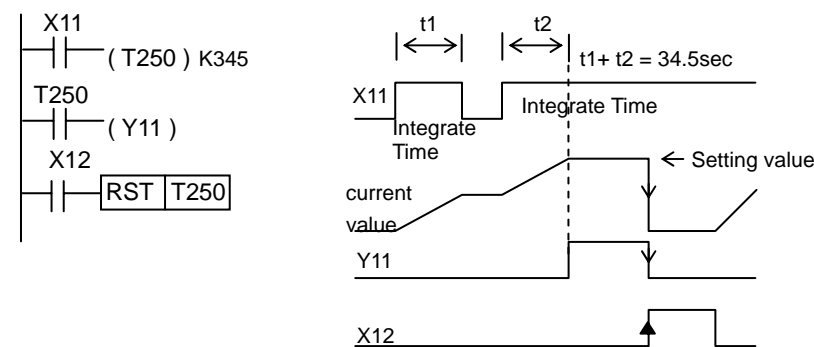 X11
( T250 ) K345
T250
( Y11 )
X12
RST T250
t1 t2
t1+ t2 = 34.5sec
X11
Integrate Time
Integrate
Time
Setting value
current
value
Y11
X12